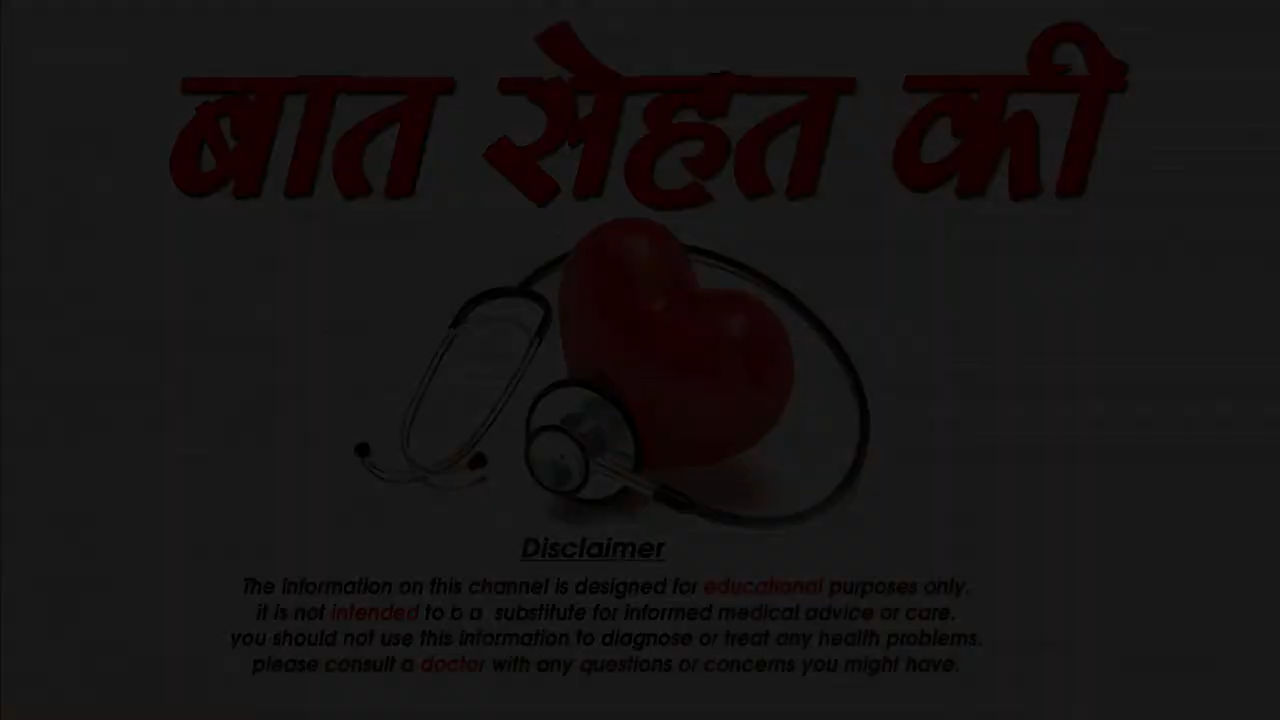 बात सेहत की
Disclaimer
The information on this channel is designed for educational purposes only.
it is not intended to b a substitute for informed medical advice or care.
you should not use this information to diagnose or treat any health problems.
please consult a doctor with any questions or concerns you might have.